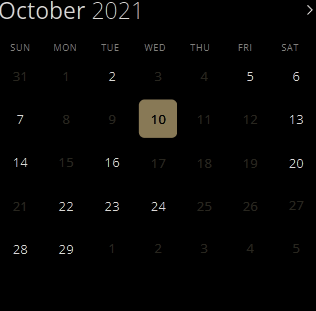 October 2021
SUN MON TUE WED THU FRI SAT
31 1 2 3 4 5 6
7 8 9 10 11 12 13
14 15 16 17 18 19 20
21 22 23 24 25 26 27
28 29 1 2 3 4 5